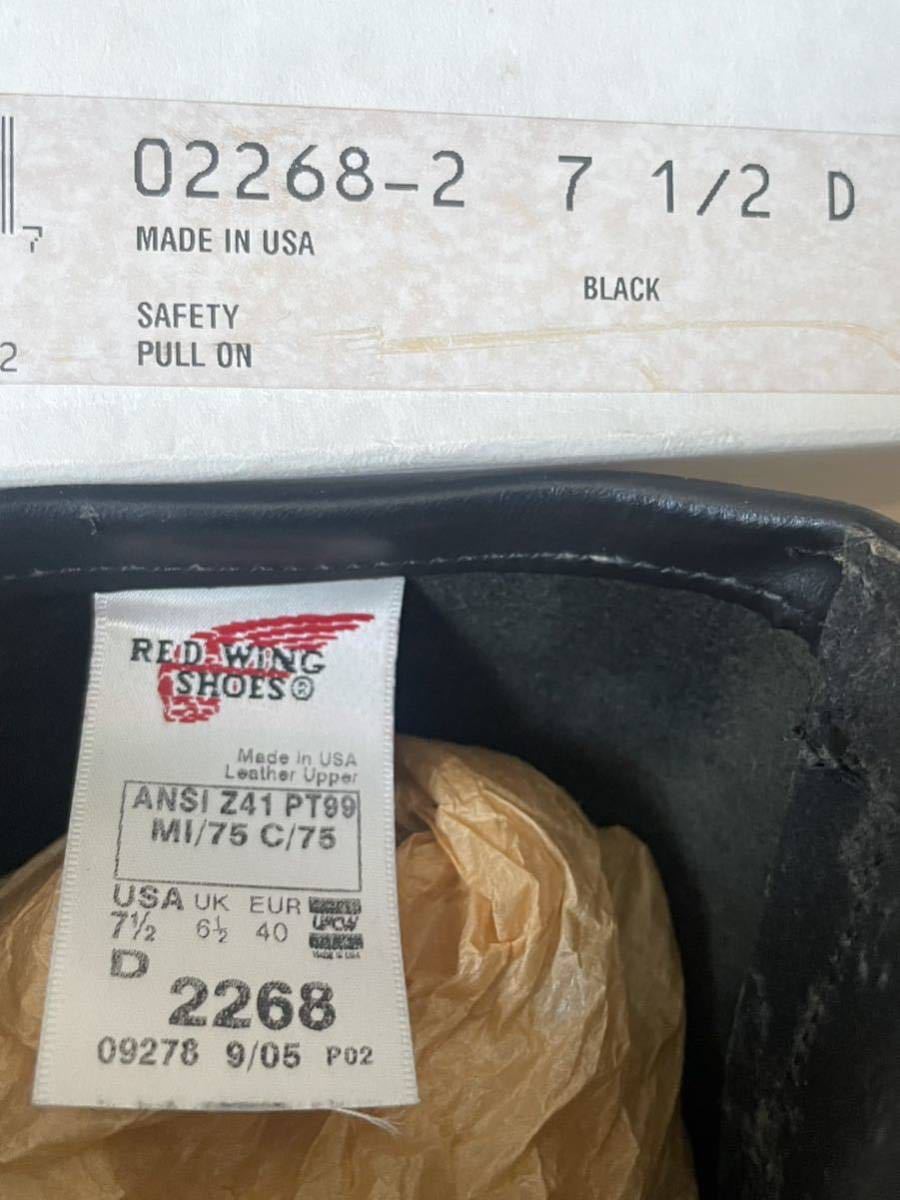 02268-2 7 1/2 D
7
MADE IN USA
BLACK
SAFETY
2 PULL ON
RED WING
SHOES®
Made in USA
Leather Upper
ANSI Z41 PT99
MI/75 C/75
USA UK EUR
7½ 6½ 40
UFCW
D
2268
09278 9/05 P02